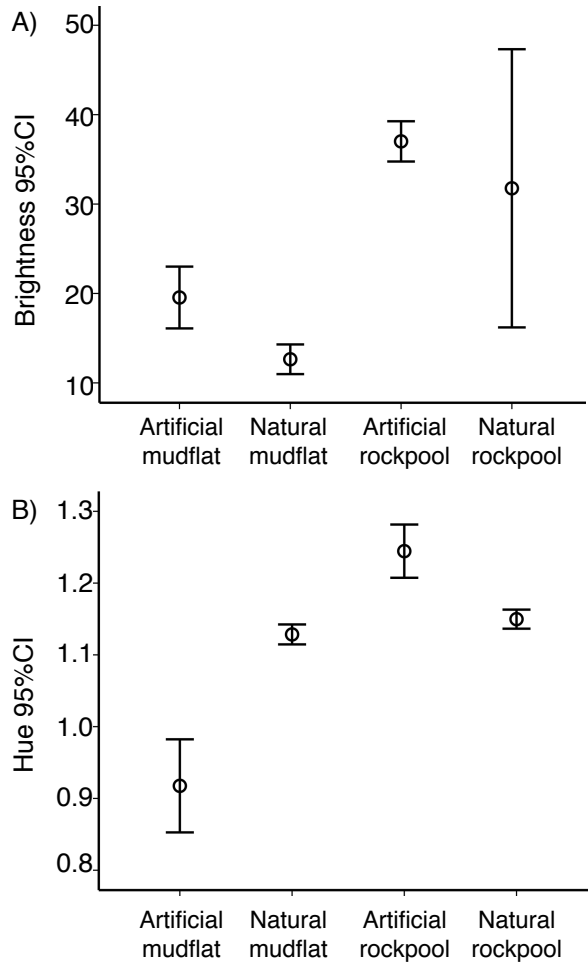 A)
Brightness 95%CI
50
40
30
20
10
Artificial mudflat
Natural mudflat
Artificial rockpool
Natural rockpool
B)
Hue 95%CI
1.3
1.2
1.1
1.0
0.9
0.8
Artificial mudflat
Natural mudflat
Artificial rockpool
Natural rockpool